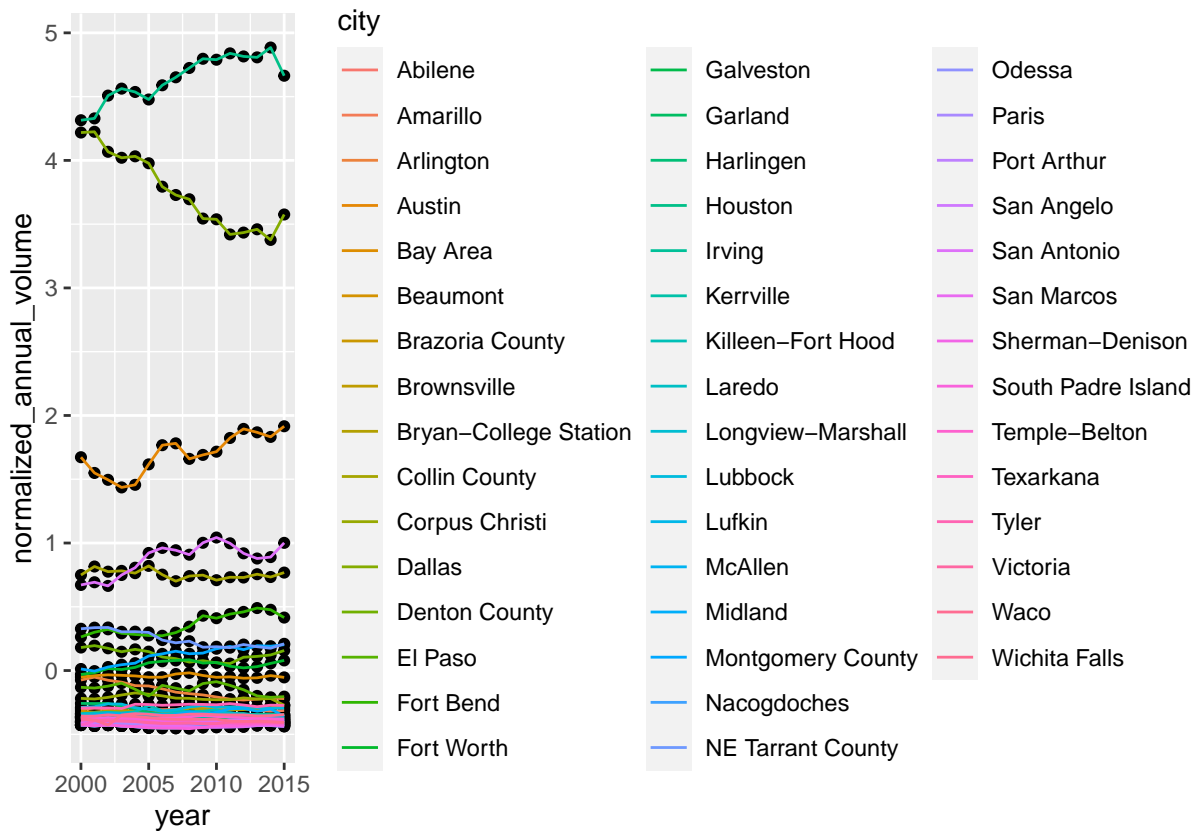 city
5
4
3
2
1
0
normalized_annual_volume
2000 2005 2010 2015
year
Abilene
Amarillo
Arlington
Austin
Bay Area
Beaumont
Brazoria County
Brownsville
Bryan−College Station
Collin County
Corpus Christi
Dallas
Denton County
El Paso
Fort Bend
Fort Worth
Galveston
Garland
Harlingen
Houston
Irving
Kerrville
Killeen−Fort Hood
Laredo
Longview−Marshall
Lubbock
Lufkin
McAllen
Midland
Montgomery County
Nacogdoches
NE Tarrant County
Odessa
Paris
Port Arthur
San Angelo
San Antonio
San Marcos
Sherman−Denison
South Padre Island
Temple−Belton
Texarkana
Tyler
Victoria
Waco
Wichita Falls